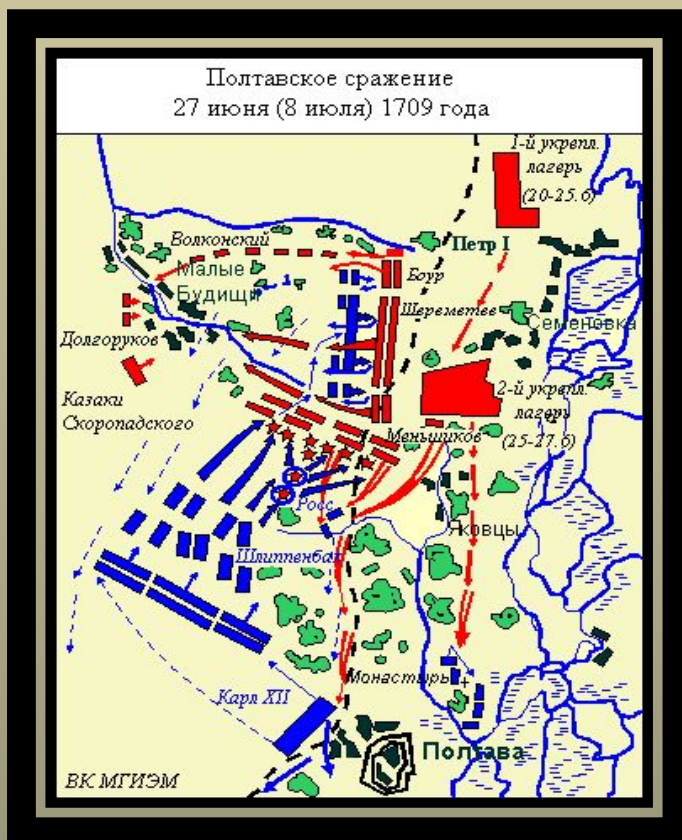 Полтавское сражение
27 июня (8 июля) 1709 года
1-й укрепл.
лагерь
(20-25.6)
Волконский
Петр I
Малые
Будищи
Боур
Шереметев
Семеновка
Долгоруков
2-й укрепл.
лагерь
(25-27.6)
Казаки
Скоропадского
Меньшиков
Росс
Яковцы
Шлиппенбах
Монастырь
Карл XII
Полтава
ВК МГИЭМ